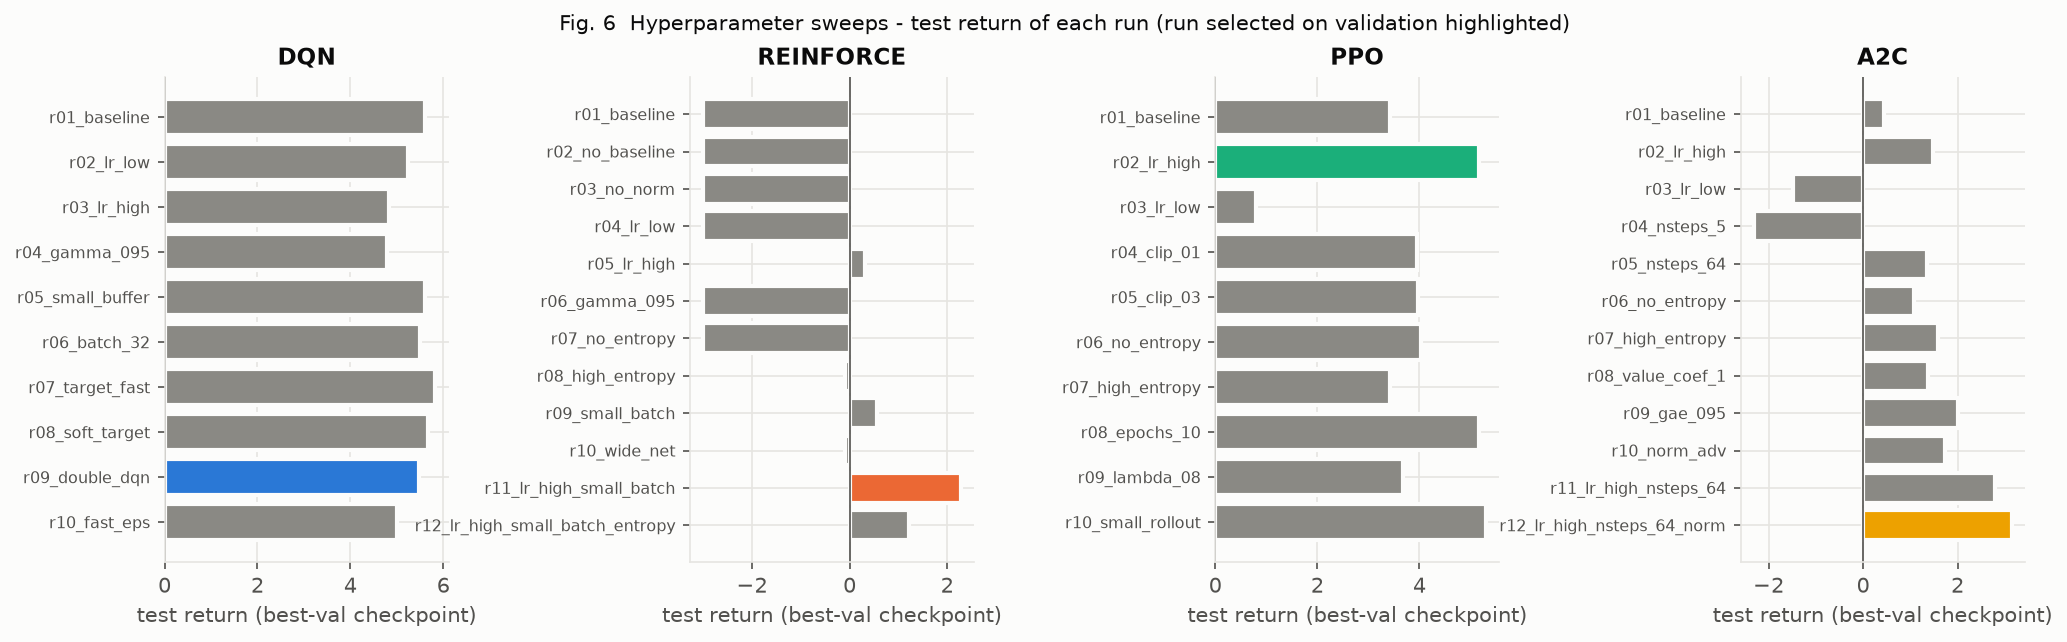 Fig. 6  Hyperparameter sweeps - test return of each run (run selected on validation highlighted)
DQN
r01_baseline
r02_lr_low
r03_lr_high
r04_gamma_095
r05_small_buffer
r06_batch_32
r07_target_fast
r08_soft_target
r09_double_dqn
r10_fast_eps
0 2 4 6
test return (best-val checkpoint)
REINFORCE
r01_baseline
r02_no_baseline
r03_no_norm
r04_lr_low
r05_lr_high
r06_gamma_095
r07_no_entropy
r08_high_entropy
r09_small_batch
r10_wide_net
r11_lr_high_small_batch
r12_lr_high_small_batch_entropy
−2 0 2
test return (best-val checkpoint)
PPO
r01_baseline
r02_lr_high
r03_lr_low
r04_clip_01
r05_clip_03
r06_no_entropy
r07_high_entropy
r08_epochs_10
r09_lambda_08
r10_small_rollout
0 2 4
test return (best-val checkpoint)
A2C
r01_baseline
r02_lr_high
r03_lr_low
r04_nsteps_5
r05_nsteps_64
r06_no_entropy
r07_high_entropy
r08_value_coef_1
r09_gae_095
r10_norm_adv
r11_lr_high_nsteps_64
r12_lr_high_nsteps_64_norm
−2 0 2
test return (best-val checkpoint)